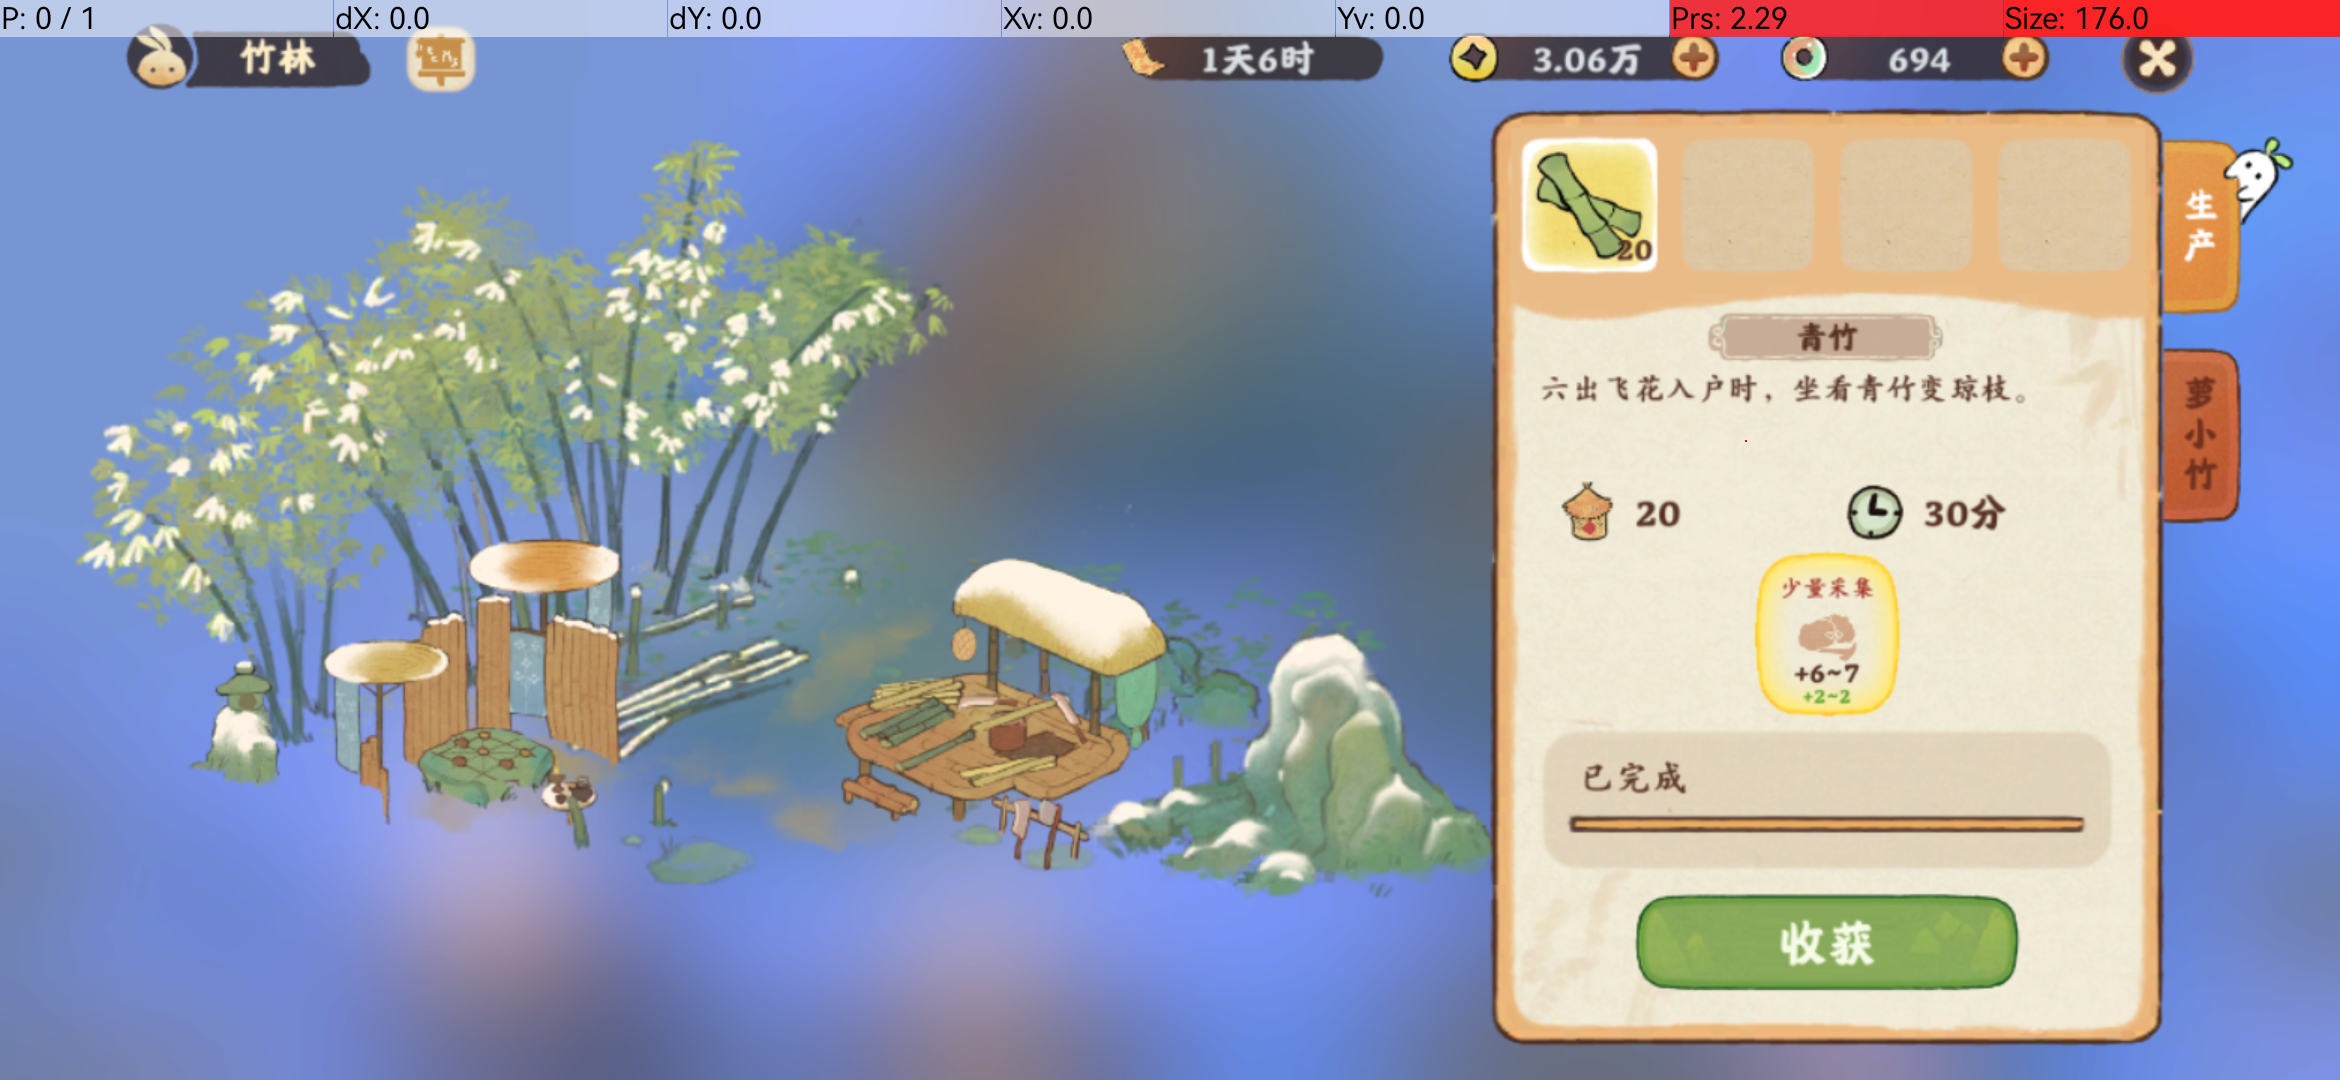 P: 0 / 1
dX: 0.0
dY: 0.0
Xv: 0.0
Yv: 0.0
Prs: 2.29
Size: 176.0
竹林
1天6时
3.06万
694
20
生产
萝小竹
青竹
六出飞花入户时，坐看青竹变琼枝。
20
30分
少量采集
+6~7
+2~2
已完成
收获